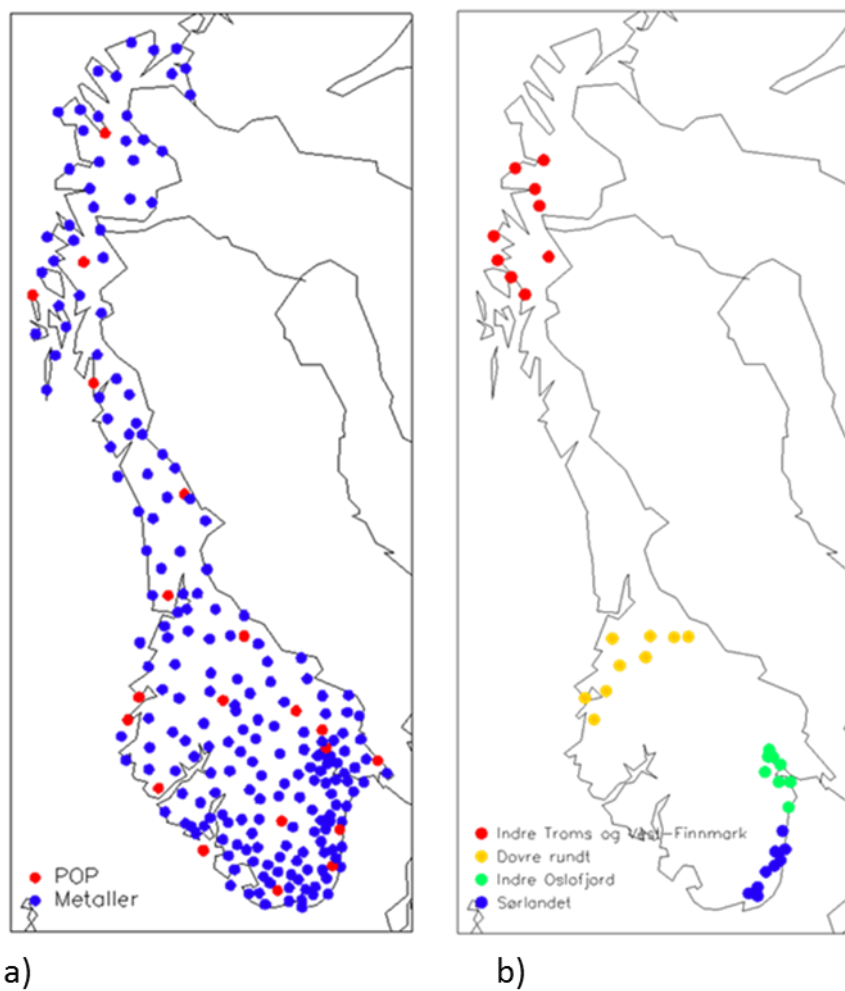 POP
Metaller
Indre Troms og Vest-Finnmark
Dovre rundt
Indre Oslofjord
Sørlandet
a)
b)